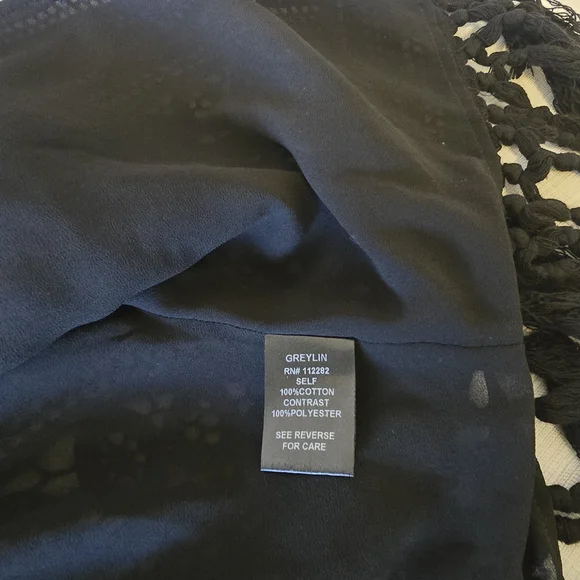 GREYLIN
RN# 112282
SELF
100%COTTON
CONTRAST
100%POLYESTER
SEE REVERSE
FOR CARE